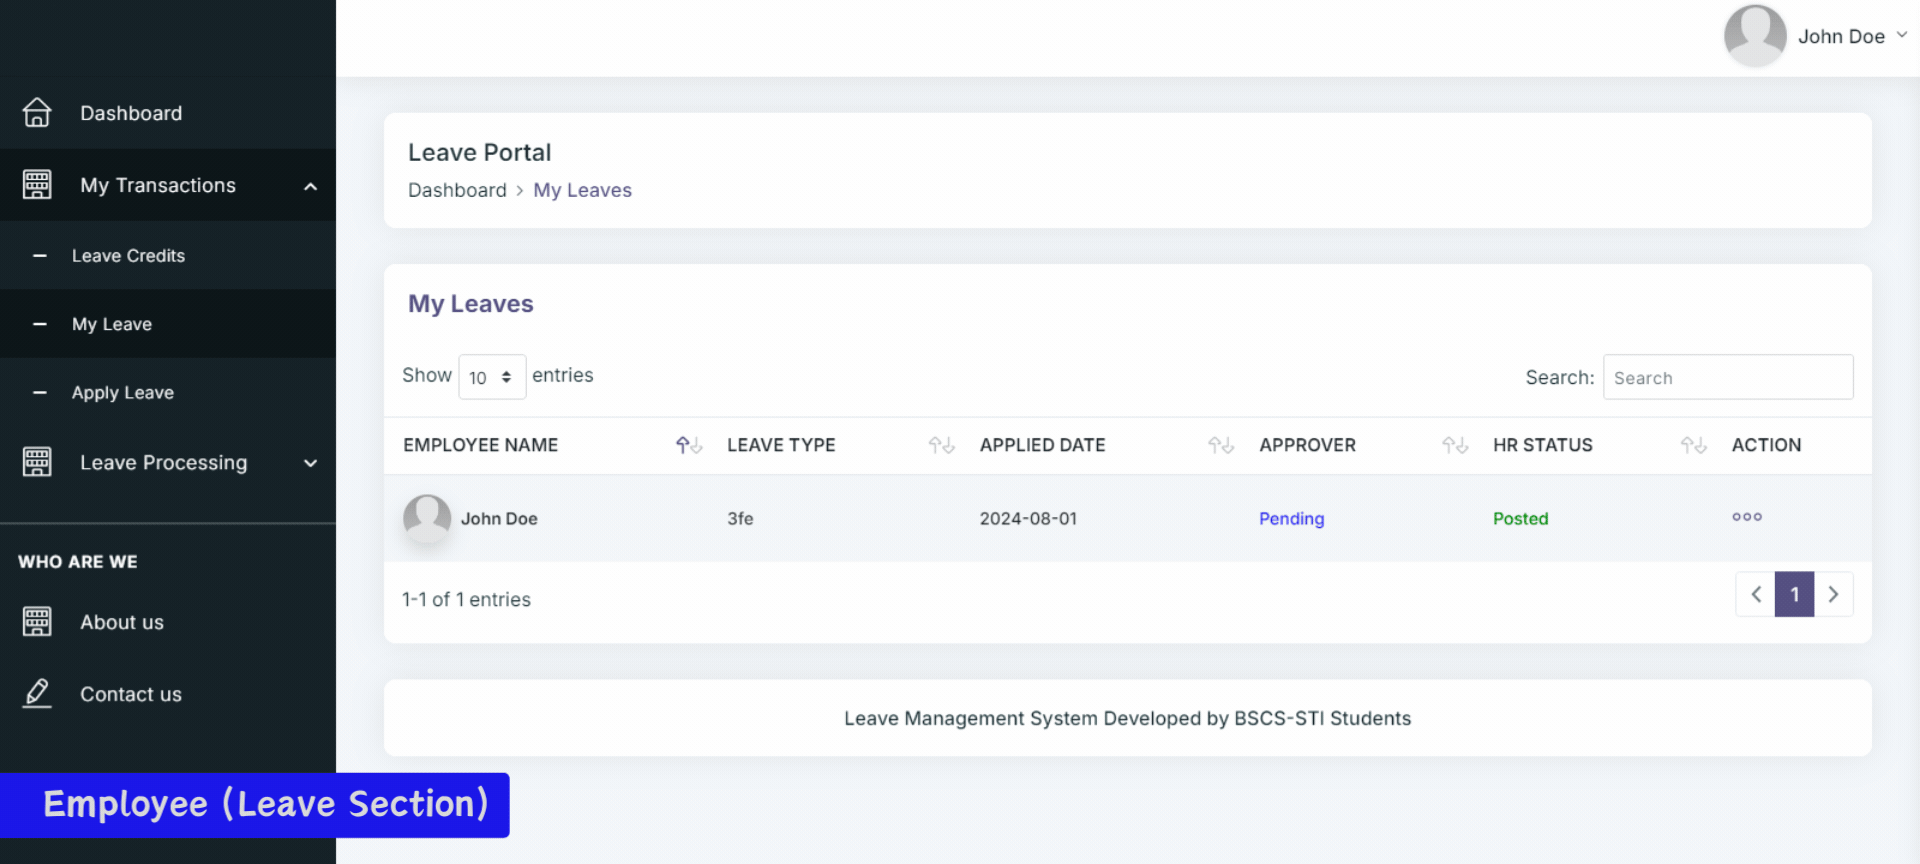 John Doe
Dashboard
My Transactions
Leave Credits
My Leave
Apply Leave
Leave Processing
WHO ARE WE
About us
Contact us
Leave Portal
Dashboard > My Leaves
My Leaves
Show 10 entries
Search: Search
EMPLOYEE NAME LEAVE TYPE APPLIED DATE APPROVER HR STATUS ACTION
John Doe 3fe 2024-08-01 Pending Posted
1-1 of 1 entries
1
Leave Management System Developed by BSCS-STI Students
Employee (Leave Section)